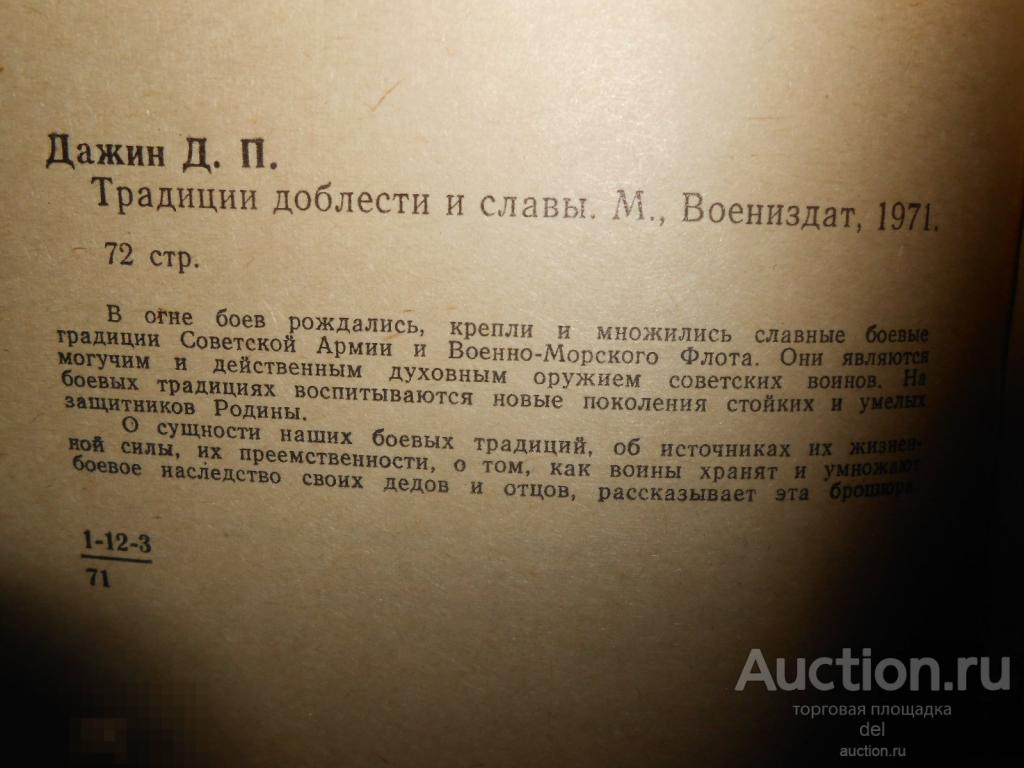 Дажин Д. П.
Традиции доблести и славы. М., Воениздат, 1971.
72 стр.
В огне боев рождались, крепли и множились славные боевые
традиции Советской Армии и Военно-Морского Флота. Они являются
могучим и действенным духовным оружием советских воинов. На
боевых традициях воспитываются новые поколения стойких и умелых
защитников Родины.
О сущности наших боевых традиций, об источниках их жизнен-
ной силы, их преемственности, о том, как воины хранят и умножают
боевое наследство своих дедов и отцов, рассказывает эта брошюра.
1-12-3
71
Auction.ru
торговая площадка
del
auction.ru